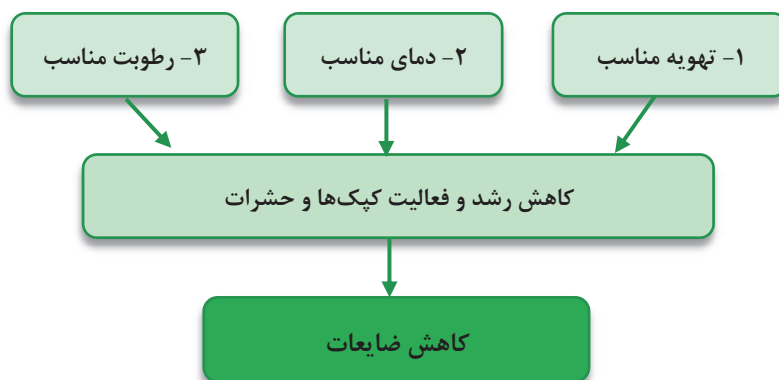 ۱- تهویه مناسب
۲- دمای مناسب
۳- رطوبت مناسب
کاهش رشد و فعالیت کپک‌ها و حشرات
کاهش ضایعات